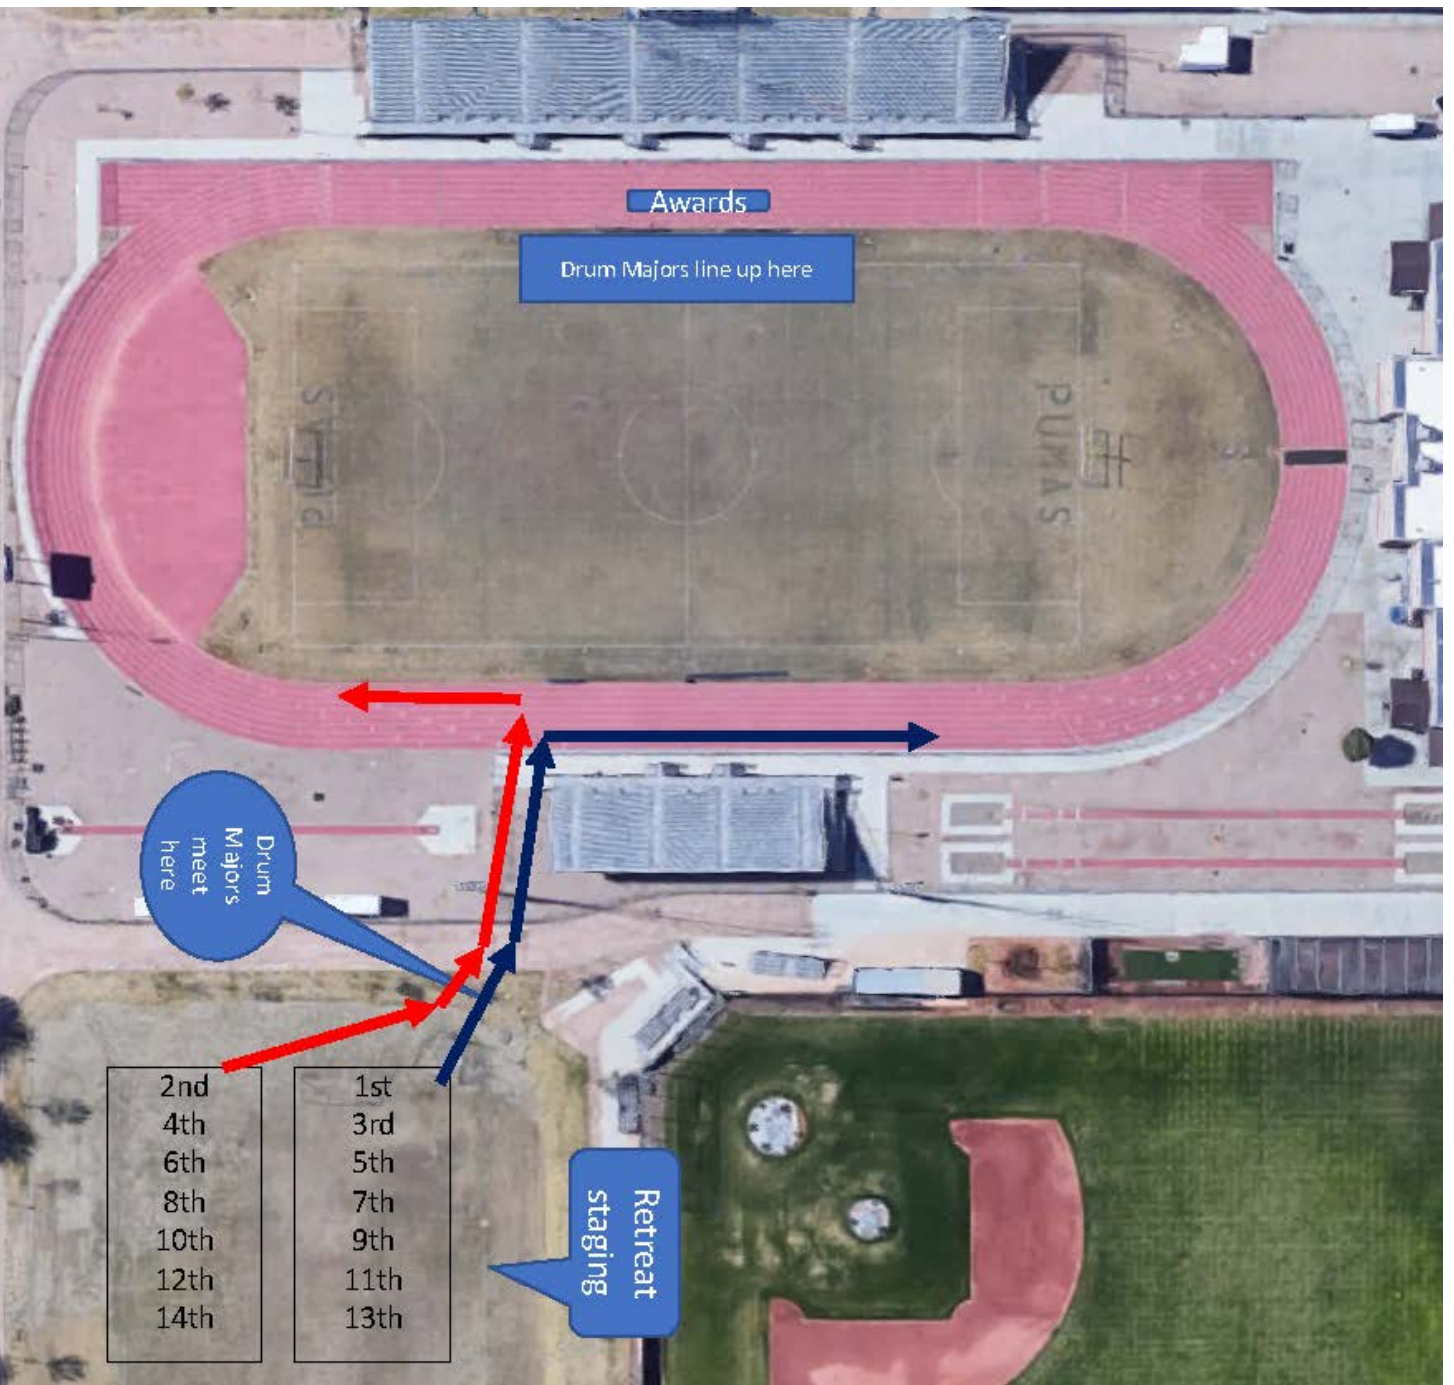 Awards
Drum Majors line up here
PUMAS
Drum
Majors
meet
here
2nd
4th
6th
8th
10th
12th
14th
1st
3rd
5th
7th
9th
11th
13th
Retreat
staging